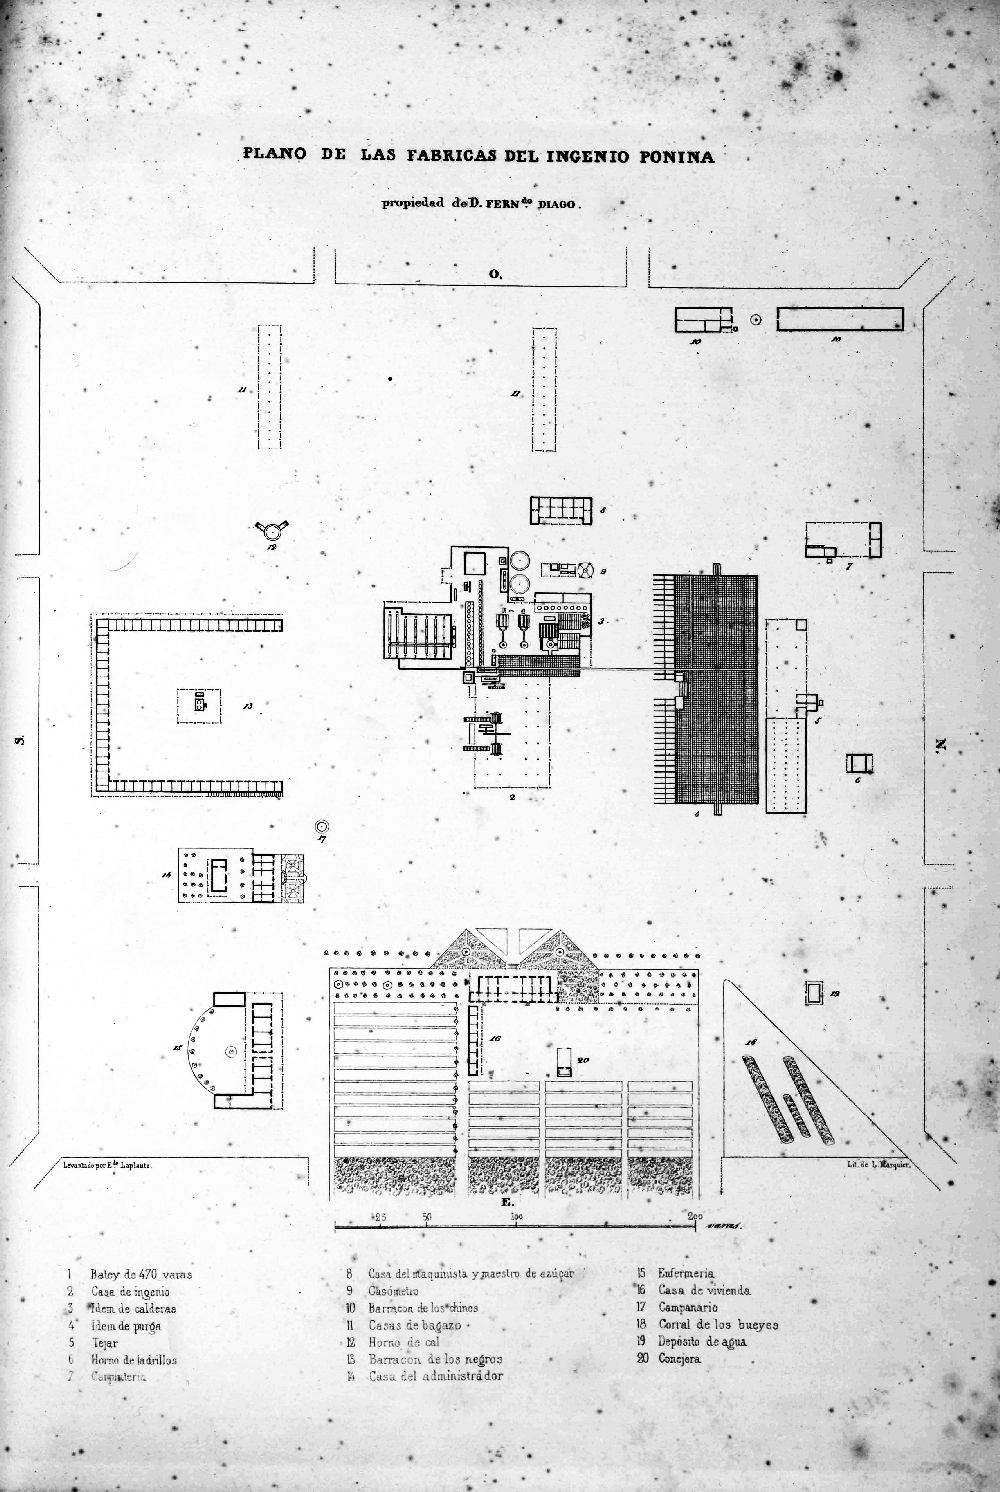 PLANO DE LAS FABRICAS DEL INGENIO PONINA
propiedad de D. FERN.do DIAGO.
O.
10
10
11
11
12
8
9
7
3
13
S.
N.
5
6
4
2
17
14
15
16
20
19
18
Levantado por E.do Laplante.
Lit. de L. Marquier.
E.
25 50 100 200 varas.
1 Batey de 470 varas
2 Casa de ingenio
3 Idem de calderas
4 Idem de purga
5 Tejar
6 Horno de ladrillos
7 Carpinteria
8 Casa del maquinista y maestro de azúcar
9 Gasómetro
10 Barracon de los chinos
11 Casas de bagazo
12 Horno de cal
13 Barracon de los negros
14 Casa del administrador
15 Enfermeria
16 Casa de vivienda
17 Campanario
18 Corral de los bueyes
19 Depósito de agua
20 Conejera